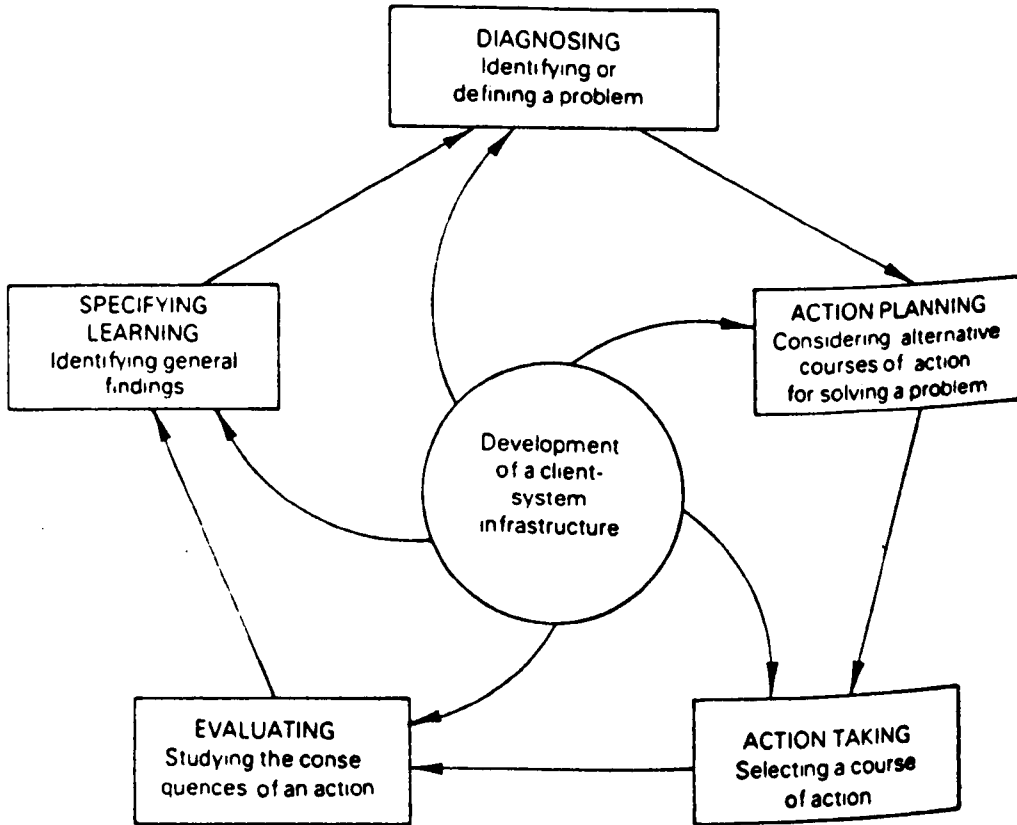 DIAGNOSING
Identifying or
defining a problem
ACTION PLANNING
Considering alternative
courses of action
for solving a problem
ACTION TAKING
Selecting a course
of action
EVALUATING
Studying the conse
quences of an action
SPECIFYING
LEARNING
Identifying general
findings
Development
of a client-
system
infrastructure